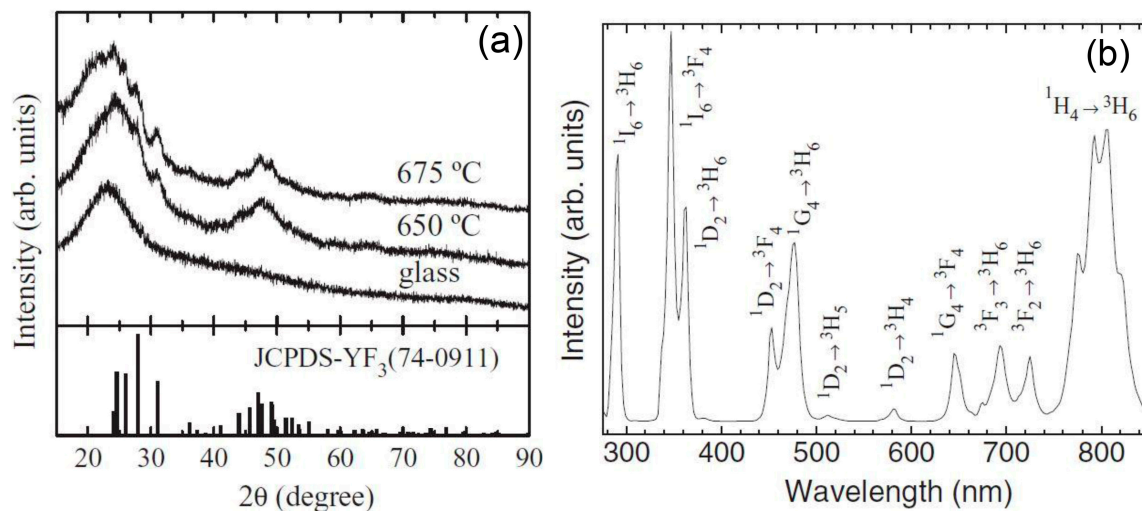 (a)
Intensity (arb. units)
675 ºC
650 ºC
glass
JCPDS-YF₃(74-0911)
20 30 40 50 60 70 80 90
2θ (degree)
(b)
Intensity (arb. units)
¹I₆→³H₆
¹I₆→³F₄
¹D₂→³H₆
¹D₂→³F₄
¹G₄→³H₆
¹D₂→³H₅
¹D₂→³H₄
¹G₄→³F₄
³F₃→³H₆
³F₂→³H₆
¹H₄→³H₆
300 400 500 600 700 800
Wavelength (nm)